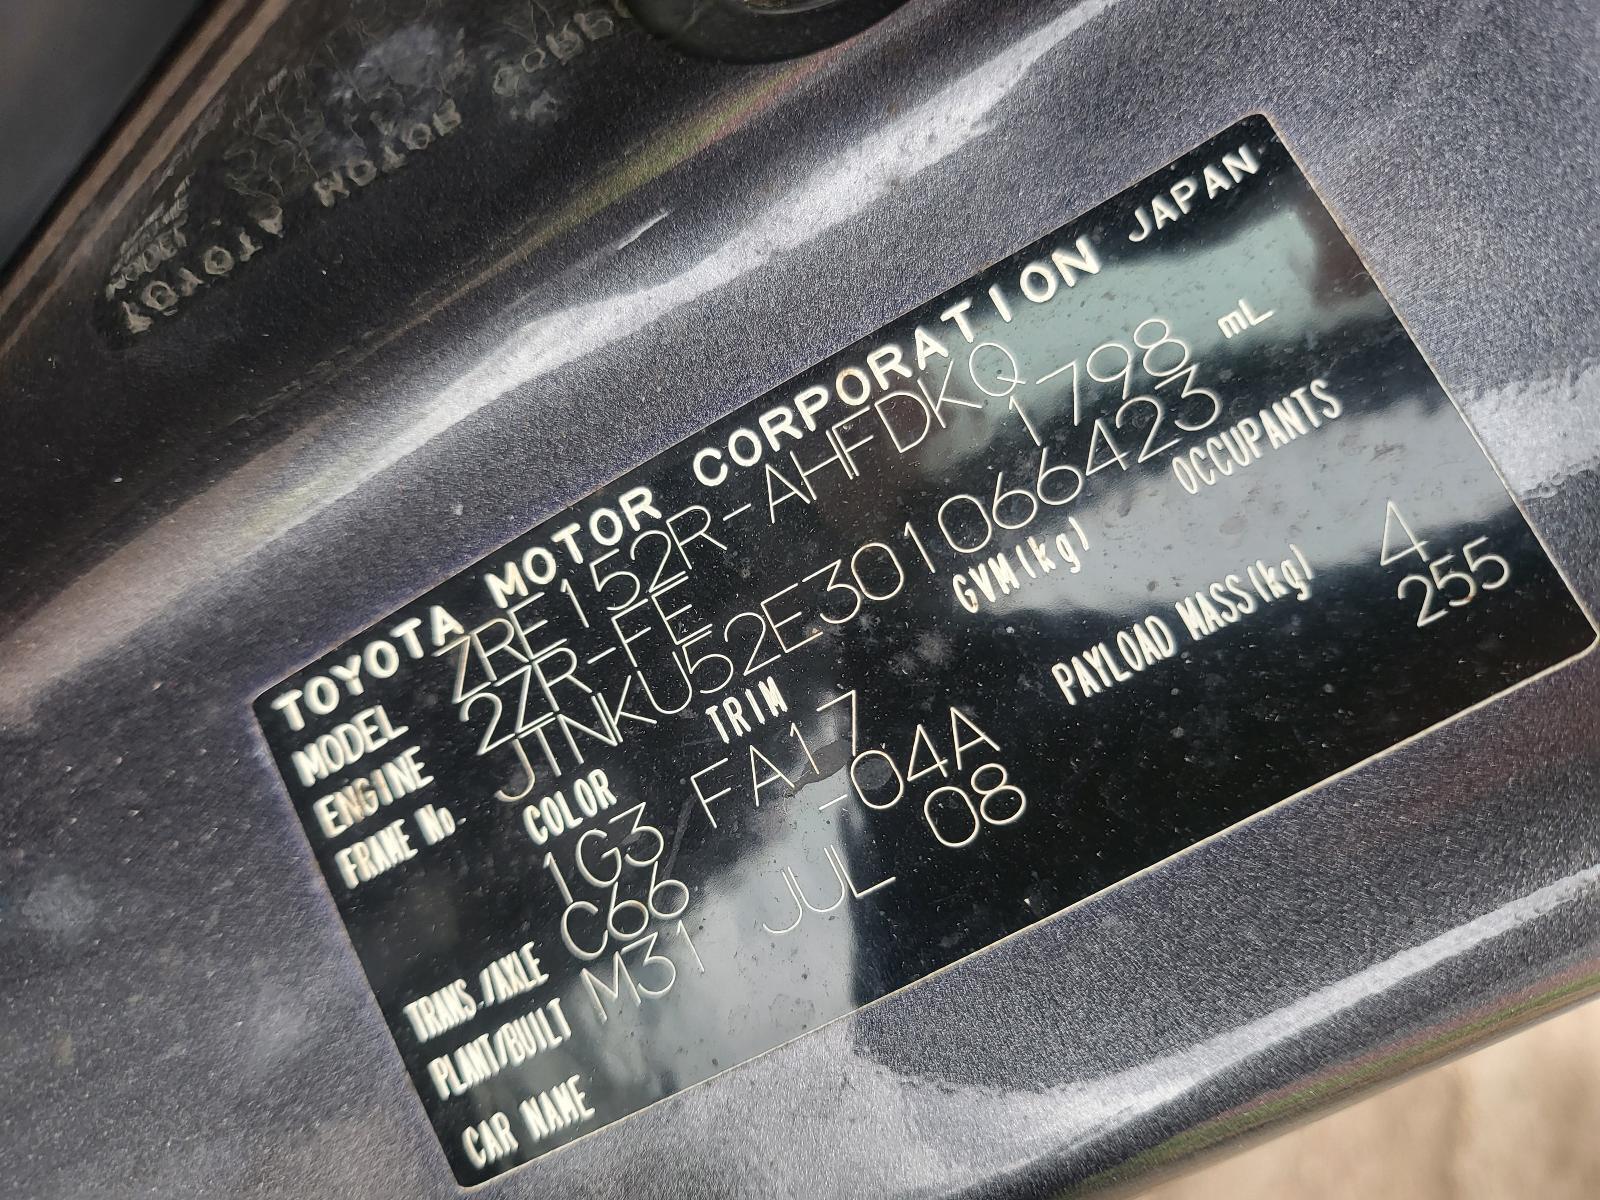 TOYOTA MOTOR CORPORATION JAPAN
MODEL ZRE152R-AHFDKQ
ENGINE 2ZR-FE 1798 mL
FRAME No. JTNKU52E301066423
COLOR TRIM GVM(kg) OCCUPANTS
1G3 FA17 4
TRANS./AXLE C66 -04A PAYLOAD MASS(kg) 255
PLANT/BUILT M31 JUL 08
CAR NAME